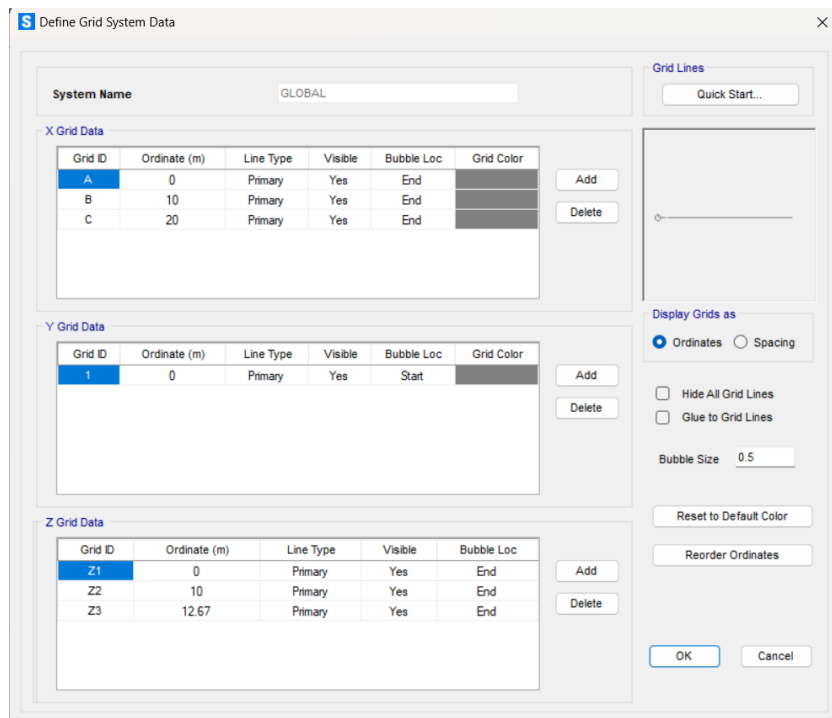 S Define Grid System Data
System Name GLOBAL
Grid Lines
Quick Start...
X Grid Data
Grid ID Ordinate (m) Line Type Visible Bubble Loc Grid Color
A 0 Primary Yes End
B 10 Primary Yes End
C 20 Primary Yes End
Add
Delete
Y Grid Data
Grid ID Ordinate (m) Line Type Visible Bubble Loc Grid Color
1 0 Primary Yes Start
Add
Delete
Display Grids as
Ordinates Spacing
Hide All Grid Lines
Glue to Grid Lines
Bubble Size 0.5
Z Grid Data
Grid ID Ordinate (m) Line Type Visible Bubble Loc
Z1 0 Primary Yes End
Z2 10 Primary Yes End
Z3 12.67 Primary Yes End
Add
Delete
Reset to Default Color
Reorder Ordinates
OK Cancel